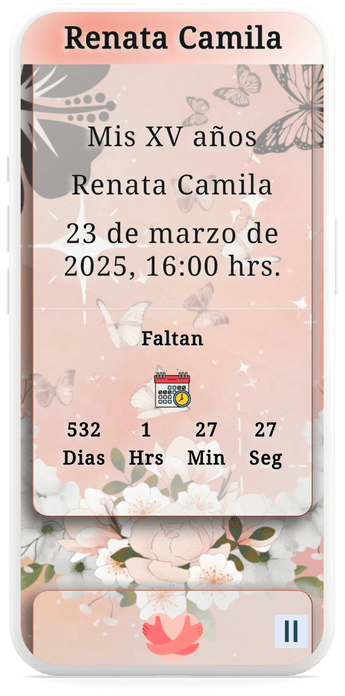 Renata Camila
Mis XV años
Renata Camila
23 de marzo de
2025, 16:00 hrs.
Faltan
532 1 27 27
Dias Hrs Min Seg